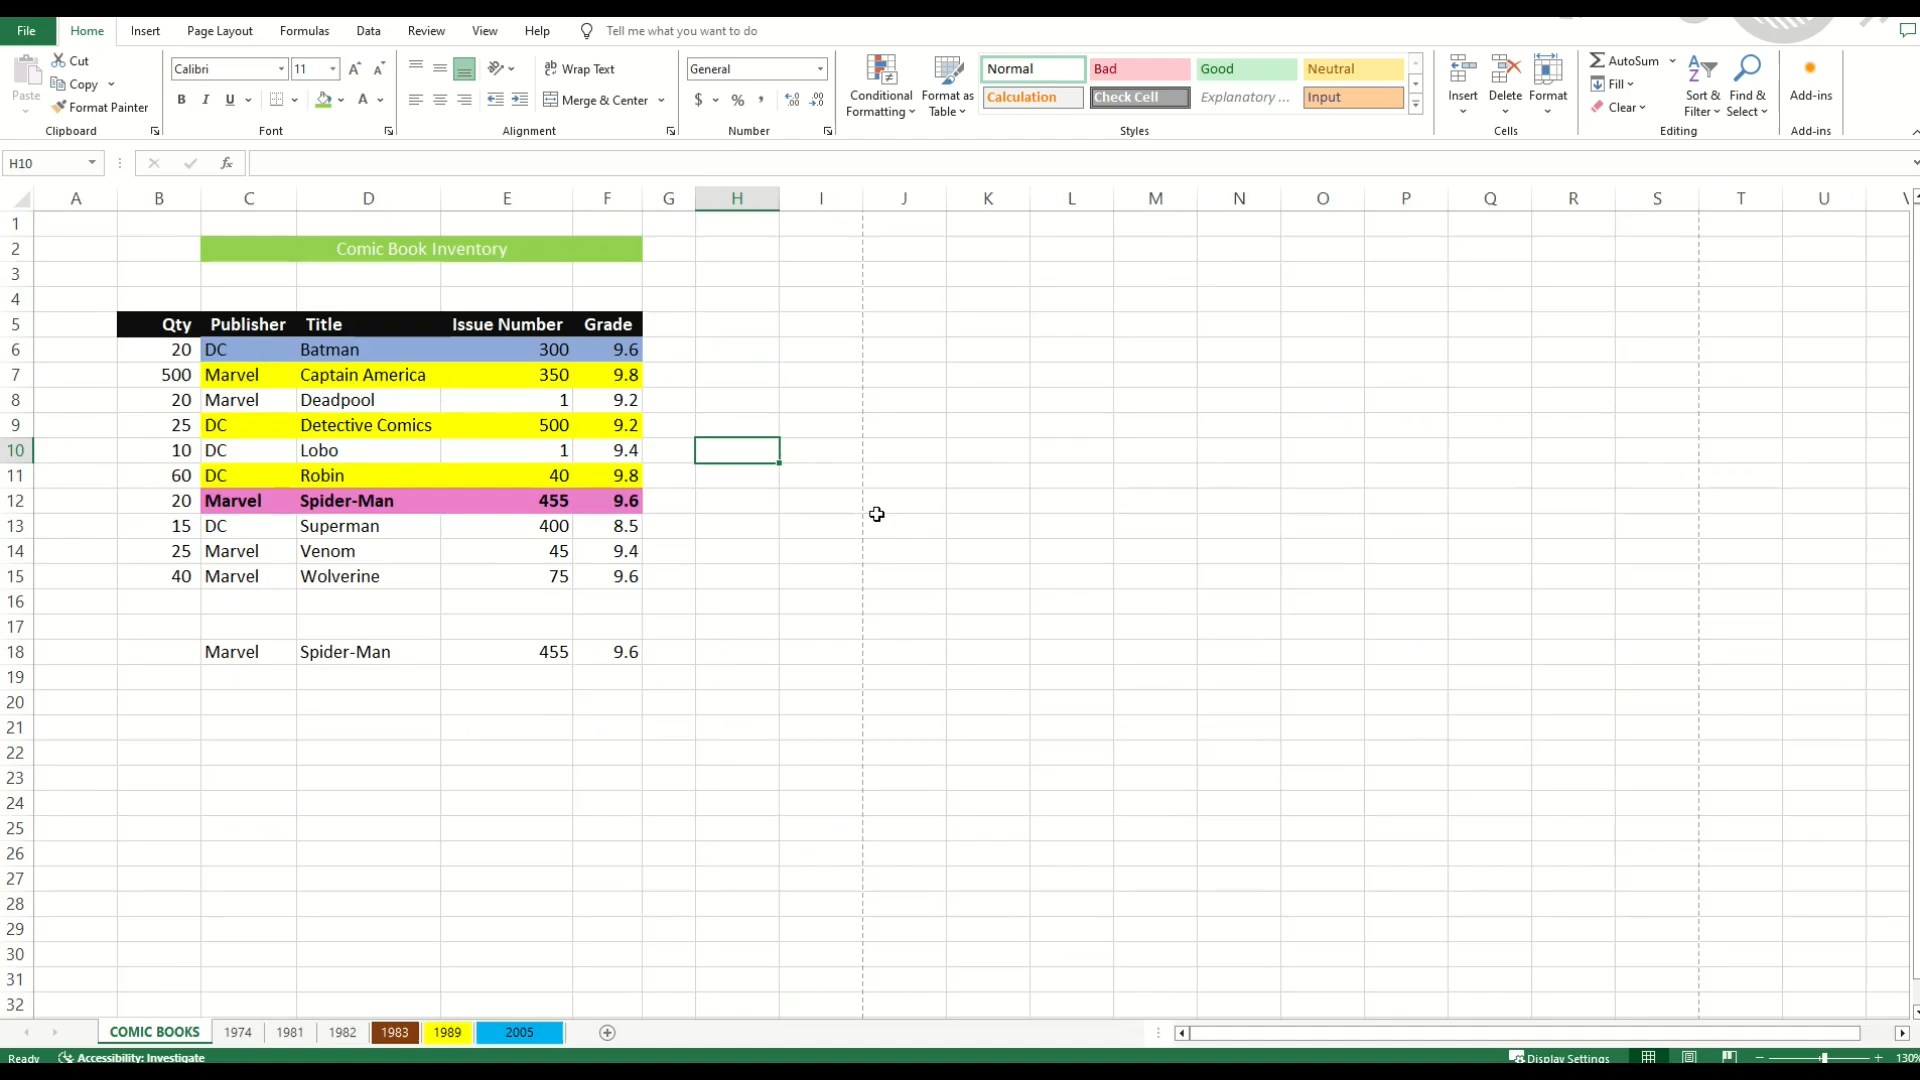 File Home Insert Page Layout Formulas Data Review View Help Tell me what you want to do
Paste
Cut
Copy
Format Painter
Clipboard
Calibri 11 A A
B I U A
Font
ab Wrap Text
Merge & Center
Alignment
General
$ % ,
Number
Conditional Formatting
Format as Table
Normal Bad Good Neutral
Calculation Check Cell Explanatory ... Input
Styles
Insert Delete Format
Cells
AutoSum
Fill
Clear
Sort & Filter
Find & Select
Editing
Add-ins
Add-ins
H10 fx
A B C D E F G H I J K L M N O P Q R S T U
1
2 Comic Book Inventory
3
4
5 Qty Publisher Title Issue Number Grade
6 20 DC Batman 300 9.6
7 500 Marvel Captain America 350 9.8
8 20 Marvel Deadpool 1 9.2
9 25 DC Detective Comics 500 9.2
10 10 DC Lobo 1 9.4
11 60 DC Robin 40 9.8
12 20 Marvel Spider-Man 455 9.6
13 15 DC Superman 400 8.5
14 25 Marvel Venom 45 9.4
15 40 Marvel Wolverine 75 9.6
16
17
18 Marvel Spider-Man 455 9.6
19
20
21
22
23
24
25
26
27
28
29
30
31
32
COMIC BOOKS 1974 1981 1982 1983 1989 2005
Ready Accessibility: Investigate Display Settings 130%